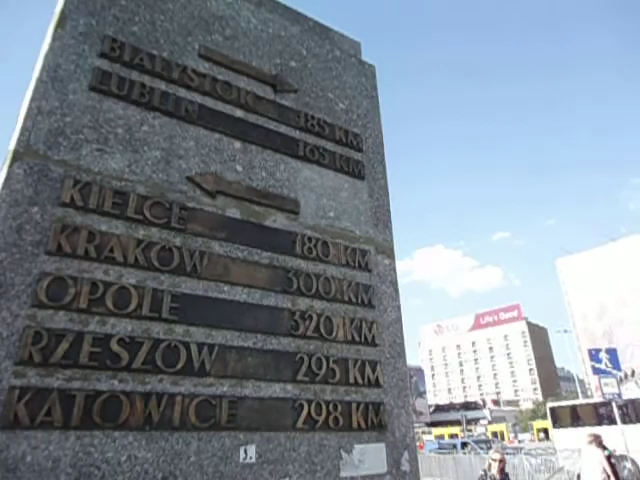 BIAŁYSTOK 185 KM
LUBLIN 165 KM
KIELCE 180 KM
KRAKÓW 300 KM
OPOLE 320 KM
RZESZÓW 295 KM
KATOWICE 298 KM
LG Life's Good
3.